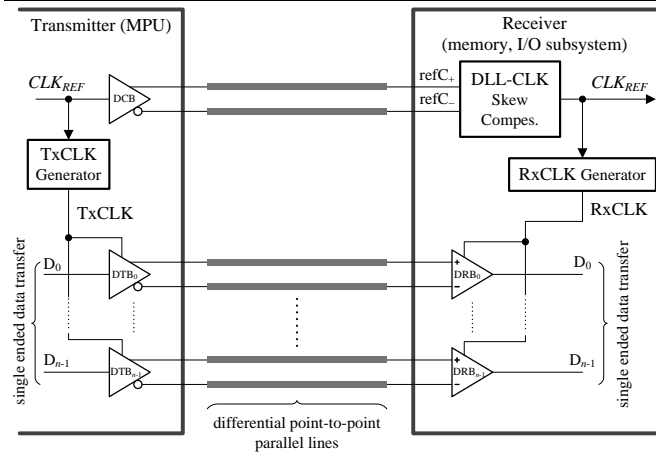 Transmitter (MPU)
Receiver
(memory, I/O subsystem)
CLK_REF
DCB
refC+
refC−
DLL-CLK
Skew
Compes.
CLK_REF
TxCLK
Generator
RxCLK Generator
TxCLK
RxCLK
single ended data transfer
D0
DTB0
+
−
DRB0
D0
single ended data transfer
Dn-1
DTBn-1
+
−
DRBn-1
Dn-1
differential point-to-point
parallel lines